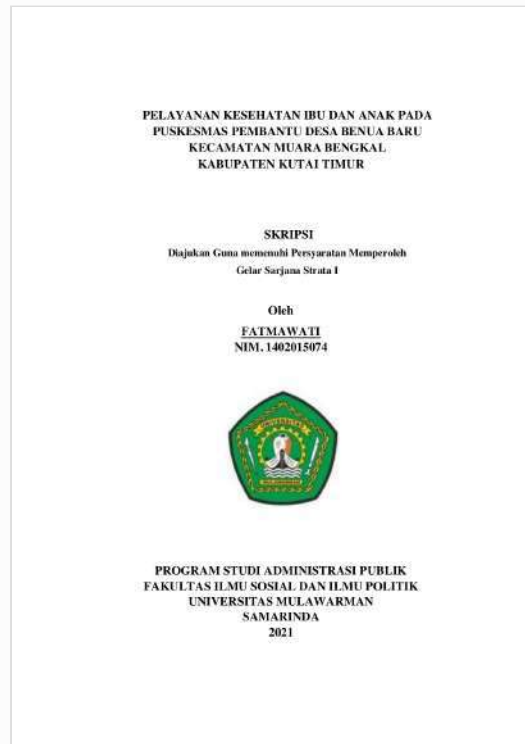 PELAYANAN KESEHATAN IBU DAN ANAK PADA
PUSKESMAS PEMBANTU DESA BENUA BARU
KECAMATAN MUARA BENGKAL
KABUPATEN KUTAI TIMUR
SKRIPSI
Diajukan Guna memenuhi Persyaratan Memperoleh
Gelar Sarjana Strata I
Oleh
FATMAWATI
NIM. 1402015074
UNIVERSITAS
MULAWARMAN
PROGRAM STUDI ADMINISTRASI PUBLIK
FAKULTAS ILMU SOSIAL DAN ILMU POLITIK
UNIVERSITAS MULAWARMAN
SAMARINDA
2021